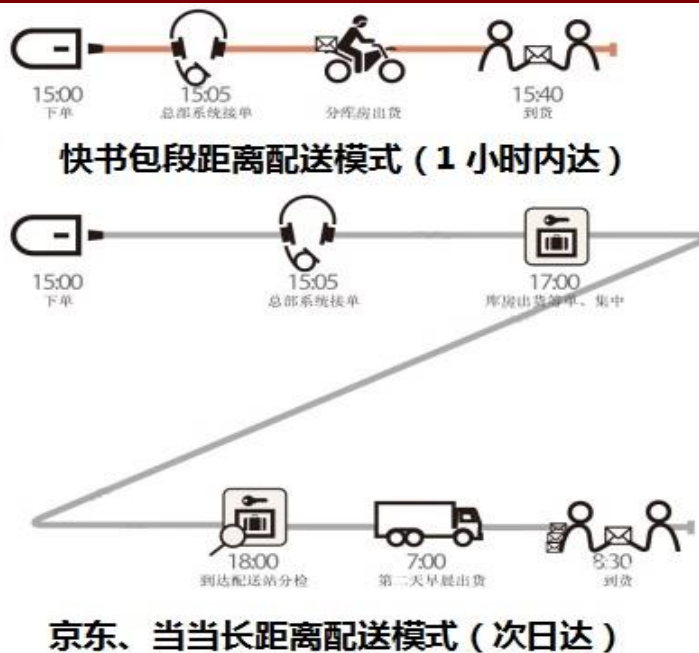 15:00 15:05 15:40
下单 总部系统接单 分库房出货 到货
快书包段距离配送模式（1 小时内达）
15:00 15:05 17:00
下单 总部系统接单 库房出货等单、集中
18:00 7:00 8:30
到达配送站分检 第二天早晨出货 到货
京东、当当长距离配送模式（次日达）